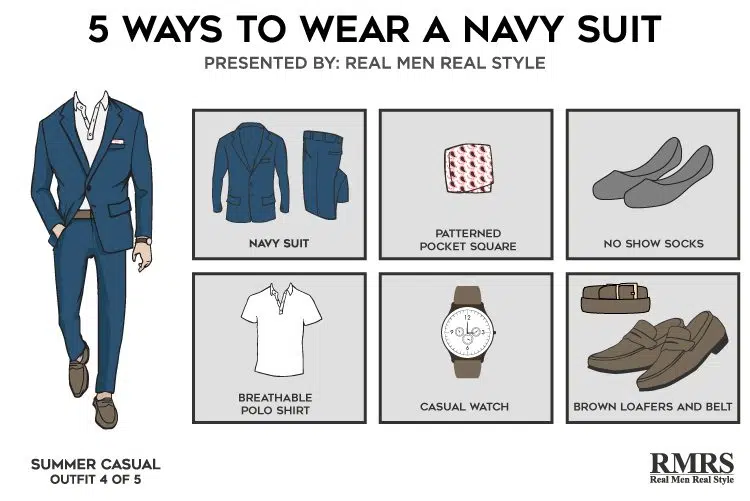 5 WAYS TO WEAR A NAVY SUIT
PRESENTED BY: REAL MEN REAL STYLE
NAVY SUIT
PATTERNED
POCKET SQUARE
NO SHOW SOCKS
BREATHABLE
POLO SHIRT
12
3
6
9
CASUAL WATCH
BROWN LOAFERS AND BELT
SUMMER CASUAL
OUTFIT 4 OF 5
RMRS
Real Men Real Style